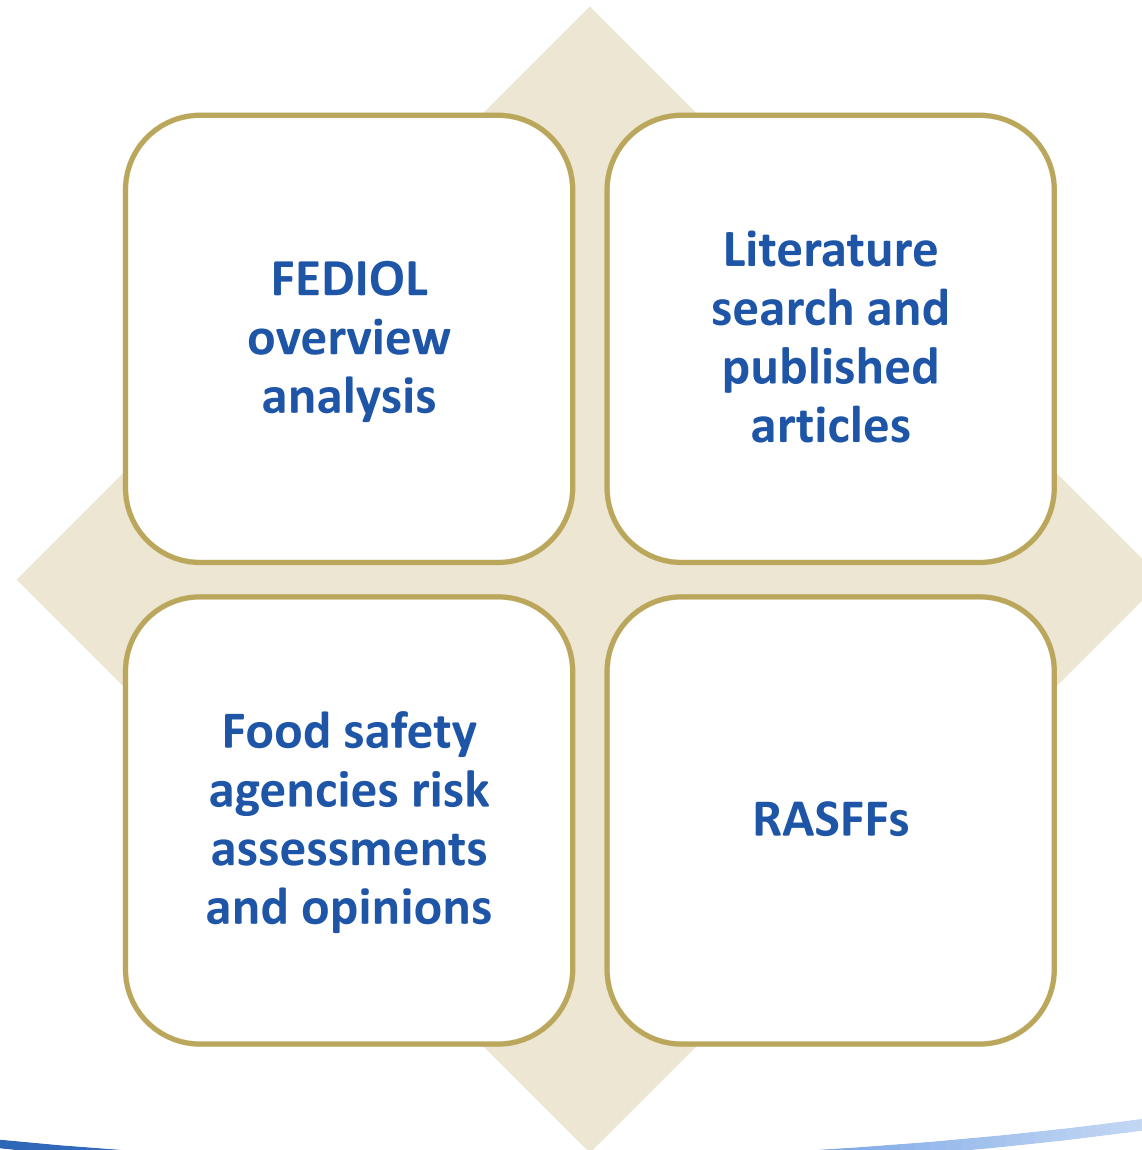 FEDIOL
overview
analysis
Literature
search and
published
articles
Food safety
agencies risk
assessments
and opinions
RASFFs